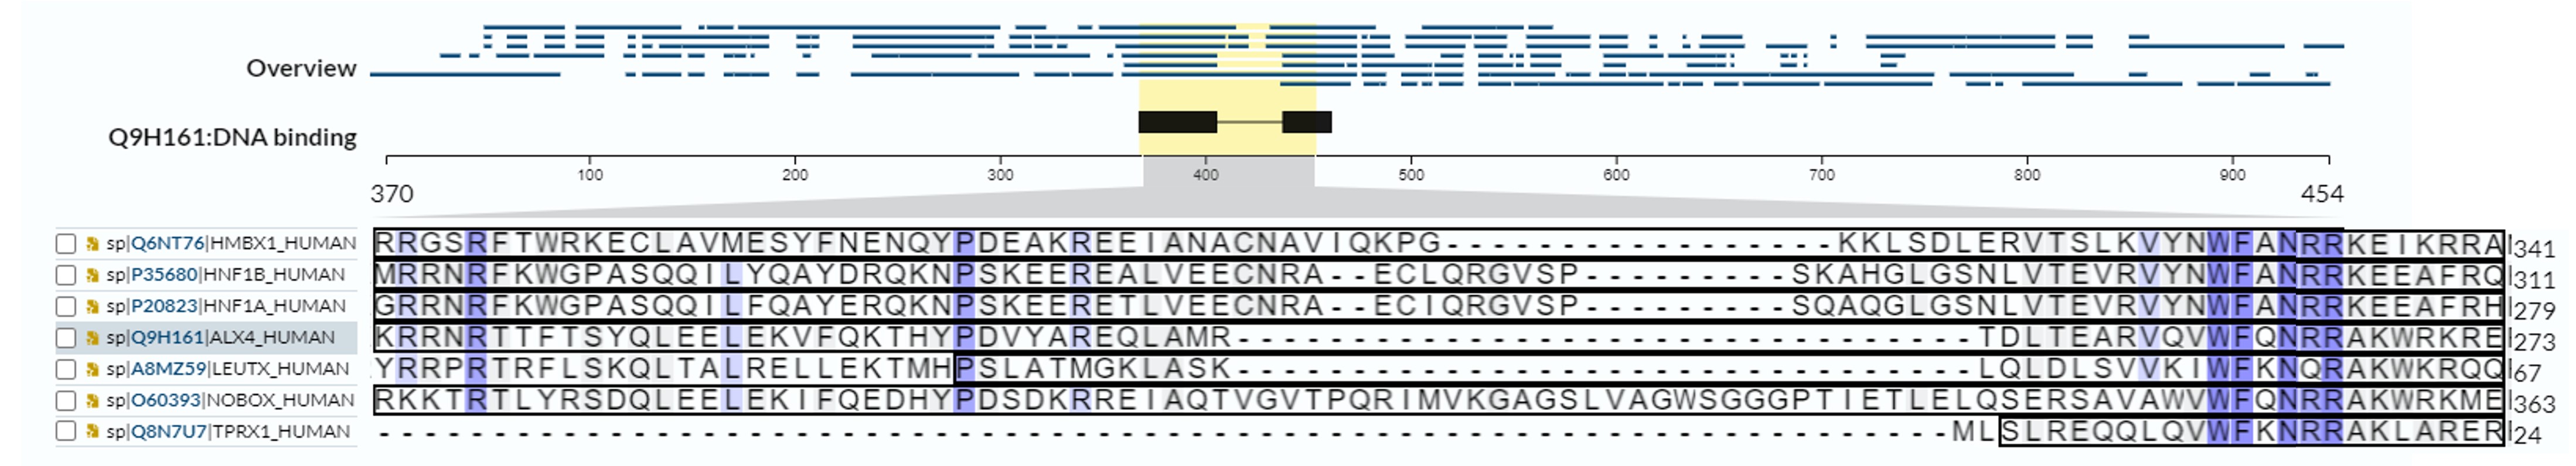 Overview
Q9H161:DNA binding
100 200 300 400 500 600 700 800 900
370 454
sp|Q6NT76|HMBX1_HUMAN RRGSRFTWRKECLAVMESYFNENQYPDEAKREEIANACNAVIQKPG------------------KKLSDLERVTSLKVYNWFANRRKEIKRRA 341
sp|P35680|HNF1B_HUMAN MRRNRFKWGPASQQILYQAYDRQKNPSKEEREALVEECNRA--ECLQRGVSP---------SKAHGLGSNLVTEVRVYNWFANRRKEEAFRQ 311
sp|P20823|HNF1A_HUMAN GRRNRFKWGPASQQILFQAYERQKNPSKEERETLVEECNRA--ECIQRGVSP---------SQAQGLGSNLVTEVRVYNWFANRRKEEAFRH 279
sp|Q9H161|ALX4_HUMAN KRRNRTTFTSYQLEELEKVFQKTHYPDVYAREQLAMR-----------------------------------TDLTEARVQVWFQNRRAKWRKRE 273
sp|A8MZ59|LEUTX_HUMAN YRRPRTRFLSKQLTALRELLEKTMHPSLATMGKLASK-----------------------------------LQLDLSVVKIWFKNQRAKWKRQQ 67
sp|O60393|NOBOX_HUMAN RKKTRTLYRSDQLEELEKIFQEDHYPDSDKRREIAQTVGVTPQRIMVKGAGSLVAGWSGGGPTIETLELQSERSAVAWVWFQNRRAKWRKME 363
sp|Q8N7U7|TPRX1_HUMAN ---------------------------------------------------------------------------MLSLREQQLQVWFKNRRAKLARER 24